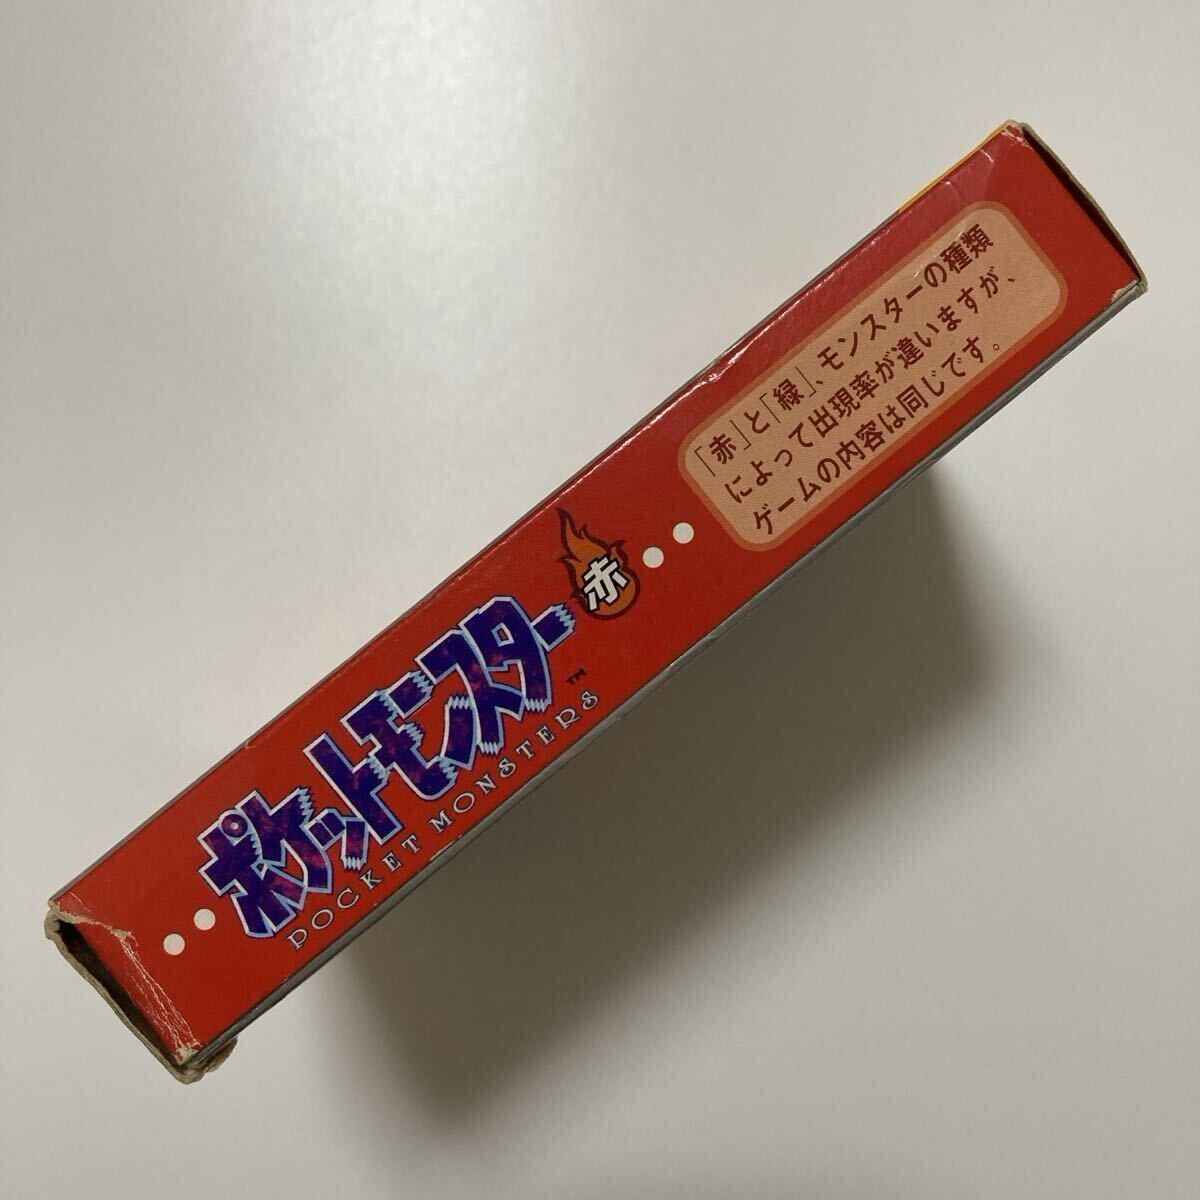 ポケットモンスター
赤
TM
POCKET MONSTERS
「赤」と「緑」、モンスターの種類
によって出現率が違いますが、
ゲームの内容は同じです。